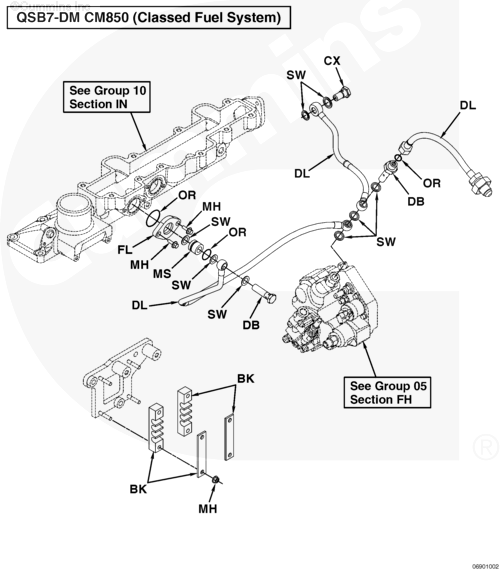 ©Cummins Inc.
QSB7-DM CM850 (Classed Fuel System)
Cummins
CX
SW
See Group 10
Section IN
DL
DL
OR
DB
OR
MH
SW
OR
FL
MH
MS
SW
SW
SW
DL
DB
See Group 05
Section FH
BK
BK
MH
®
06901002